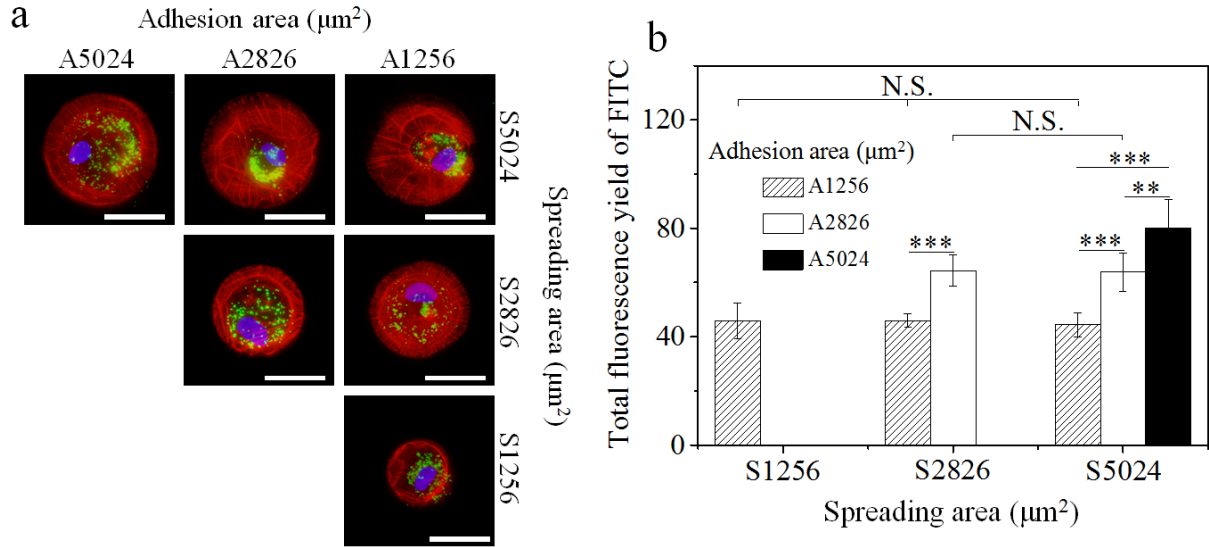 a
Adhesion area (μm²)
A5024 A2826 A1256
S5024
S2826
S1256
Spreading area (μm²)
b
Total fluorescence yield of FITC
120
80
40
0
N.S.
N.S.
Adhesion area (μm²)
A1256
A2826
A5024
***
***
**
***
S1256 S2826 S5024
Spreading area (μm²)